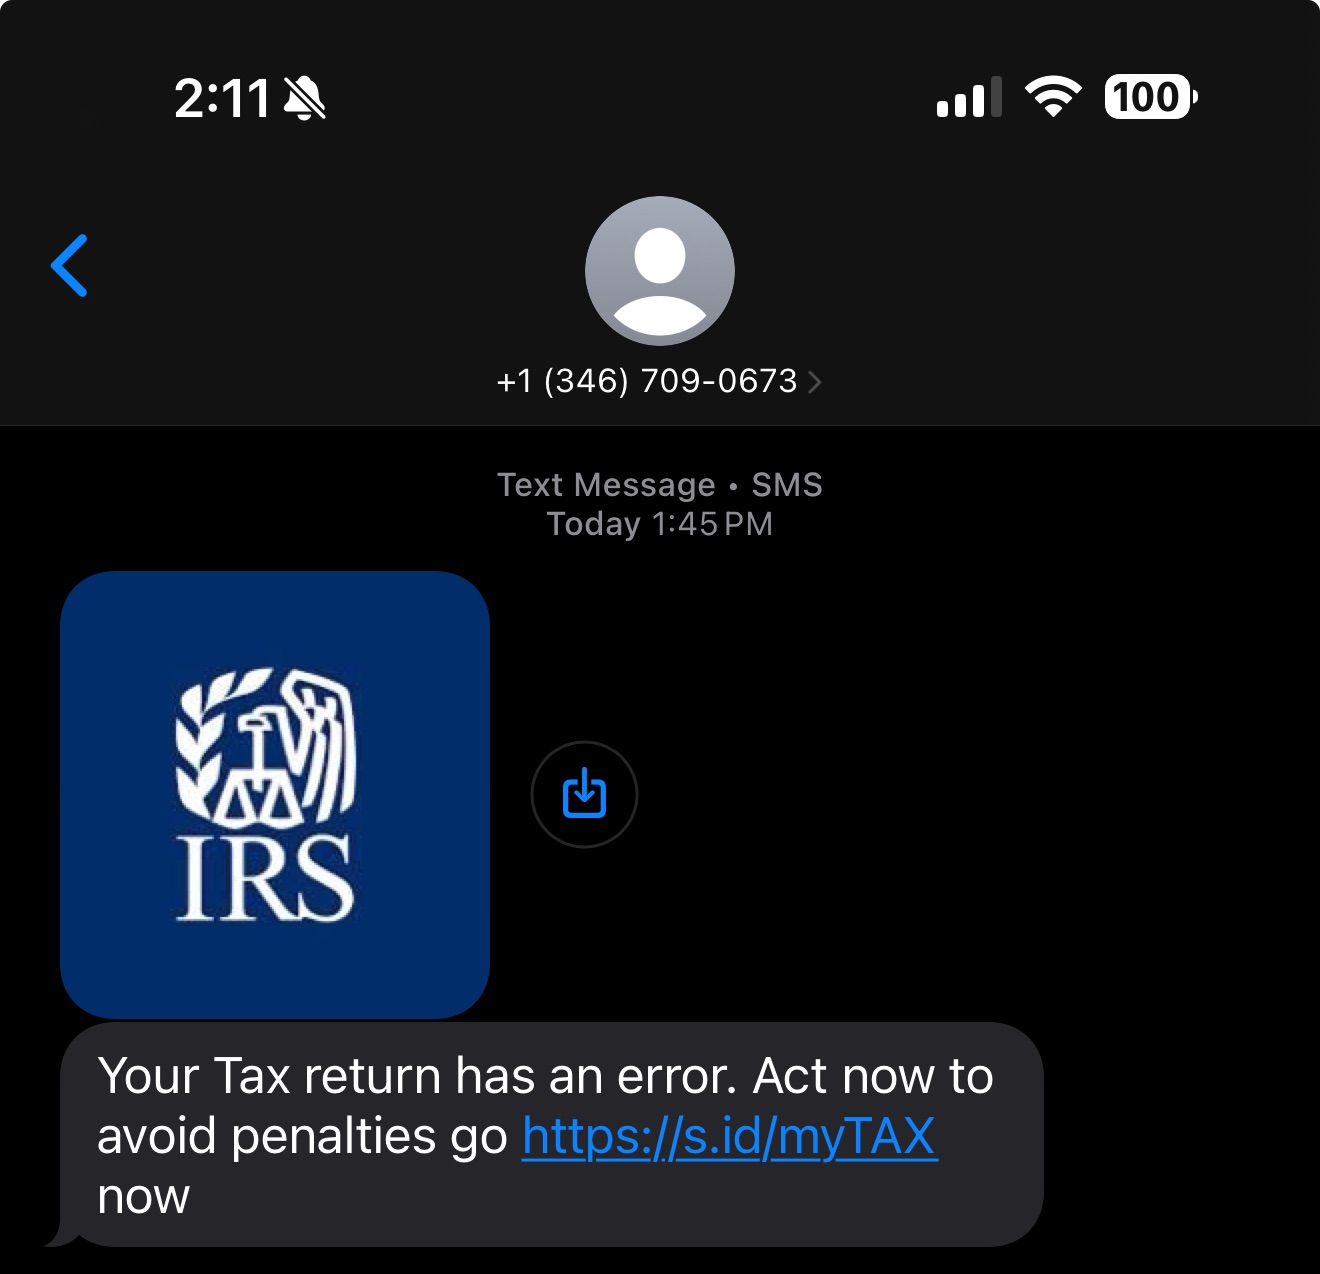 2:11
100
+1 (346) 709-0673
Text Message • SMS
Today 1:45 PM
IRS
Your Tax return has an error. Act now to
avoid penalties go https://s.id/myTAX
now